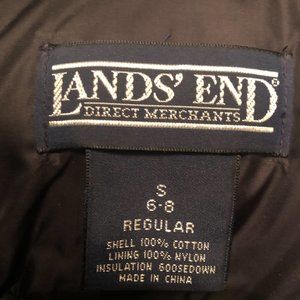 LANDS' END®
DIRECT MERCHANTS
S
6-8
REGULAR
SHELL 100% COTTON
LINING 100% NYLON
INSULATION GOOSEDOWN
MADE IN CHINA